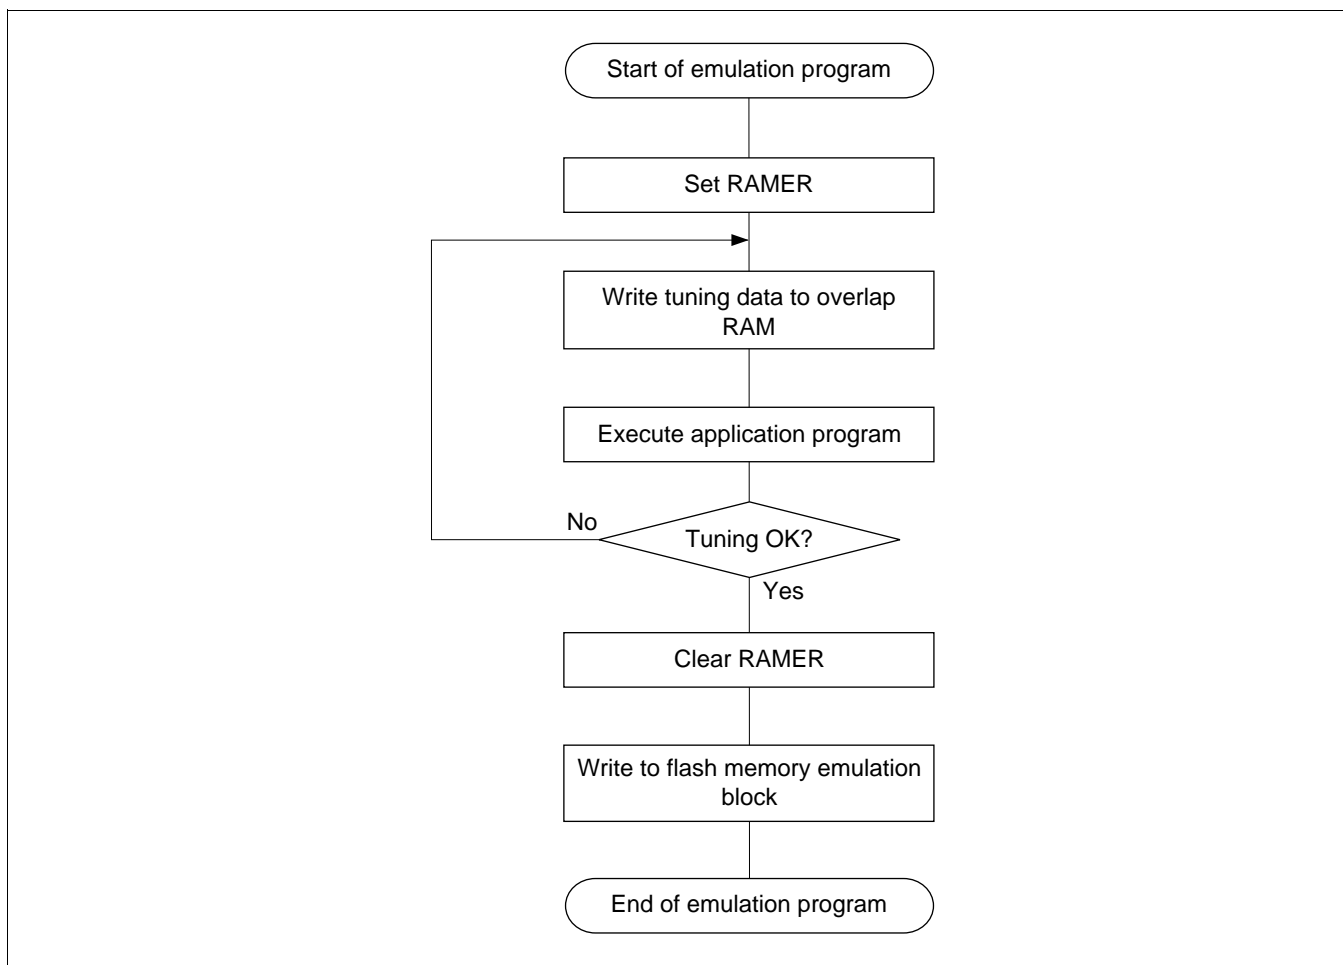 Start of emulation program
Set RAMER
Write tuning data to overlap
RAM
Execute application program
No
Tuning OK?
Yes
Clear RAMER
Write to flash memory emulation
block
End of emulation program